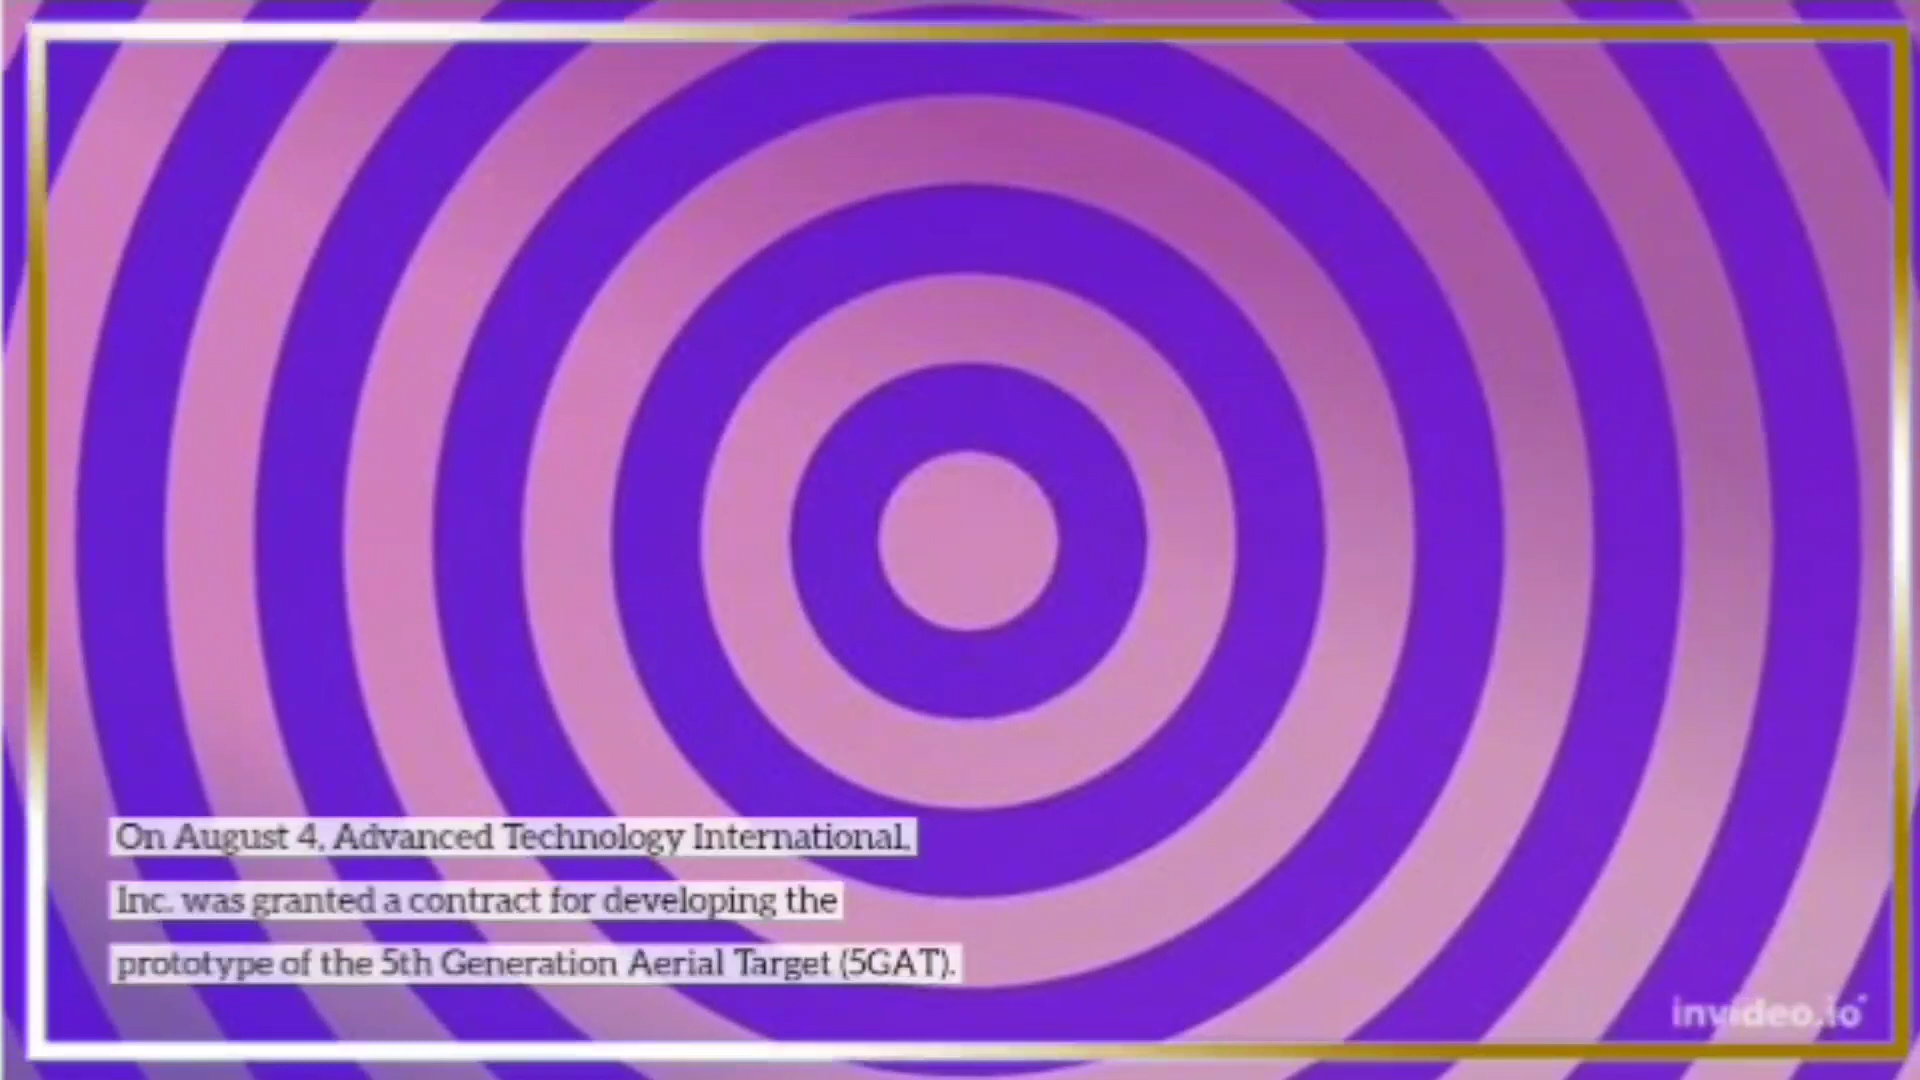 On August 4, Advanced Technology International,
Inc. was granted a contract for developing the
prototype of the 5th Generation Aerial Target (5GAT).
invideo.io